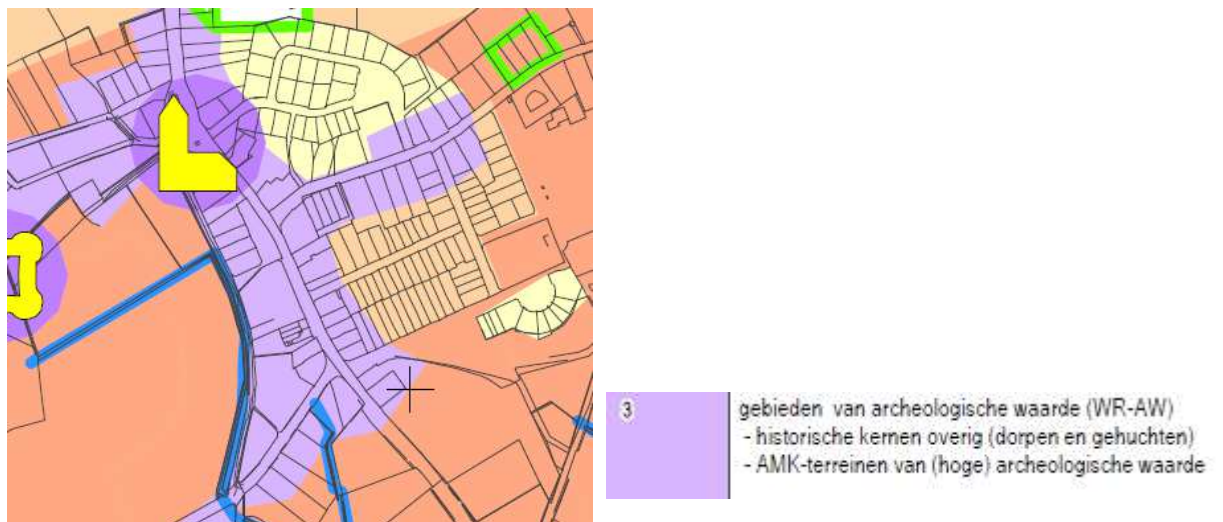 3
gebieden van archeologische waarde (WR-AW)
- historische kernen overig (dorpen en gehuchten)
- AMK-terreinen van (hoge) archeologische waarde